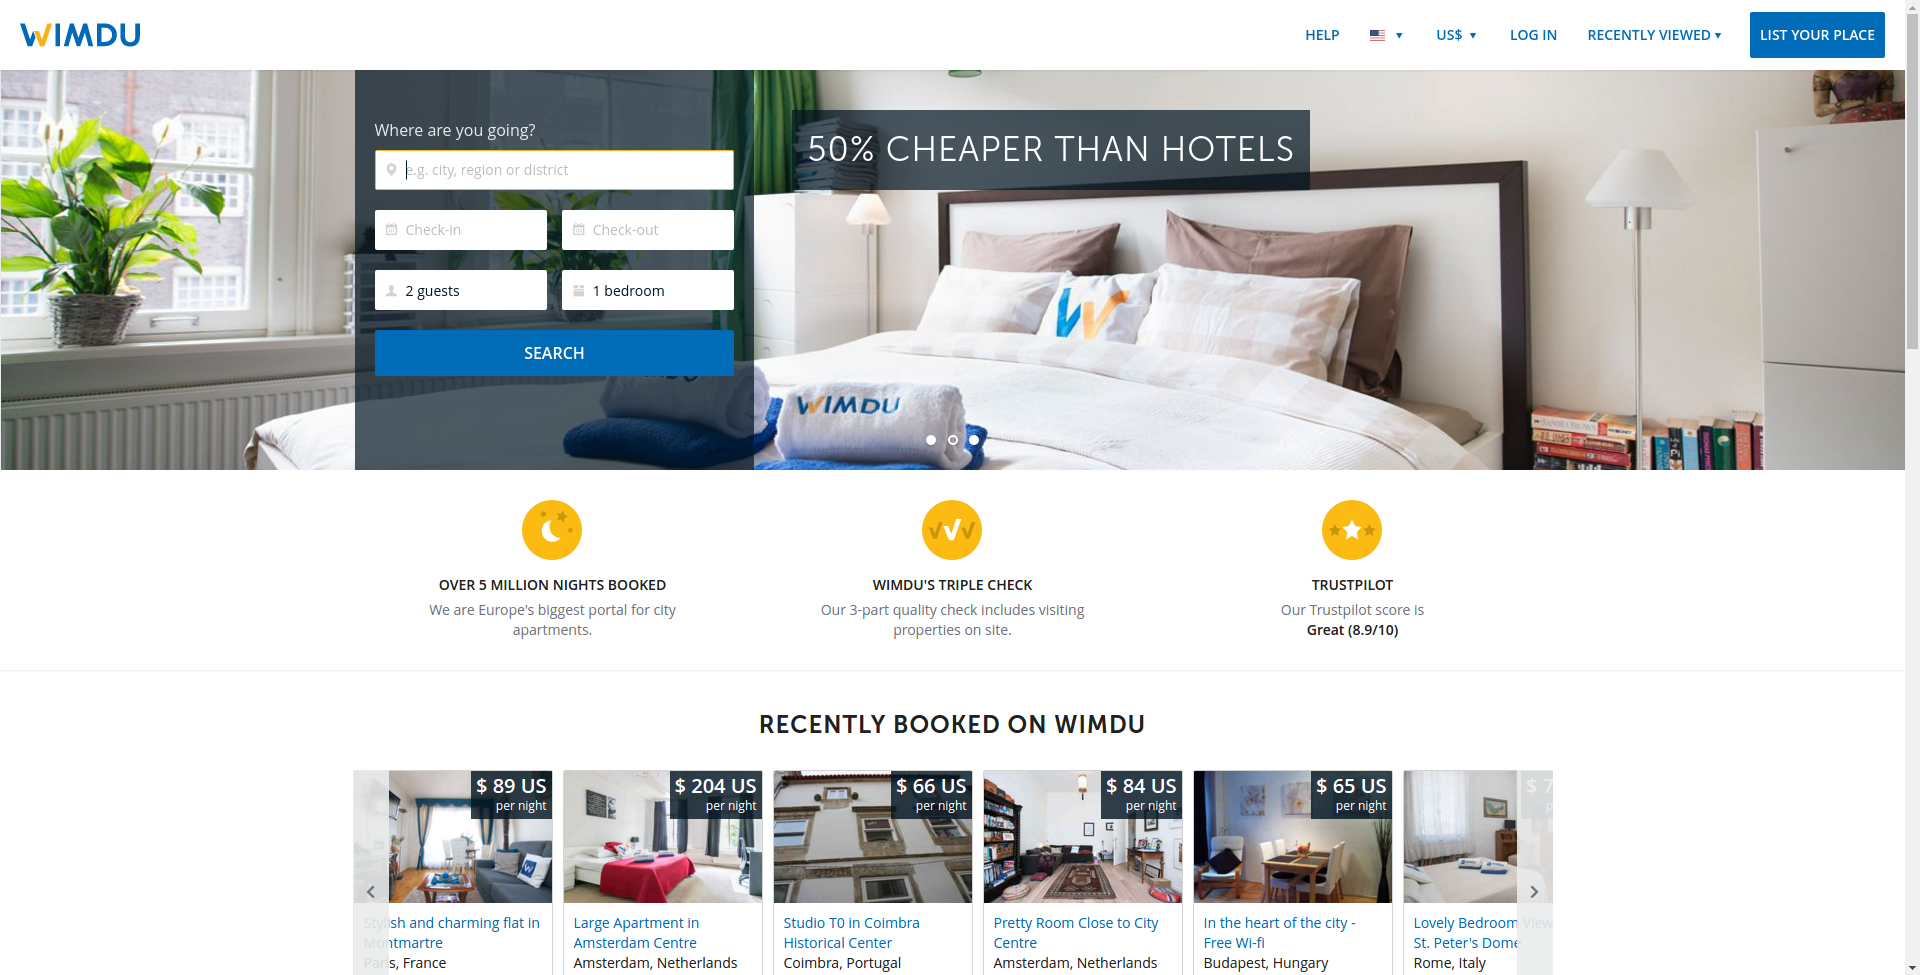 WIMDU
HELP
US$
LOG IN
RECENTLY VIEWED
LIST YOUR PLACE
Where are you going?
e.g. city, region or district
Check-in
Check-out
2 guests
1 bedroom
SEARCH
50% CHEAPER THAN HOTELS
WIMDU
OVER 5 MILLION NIGHTS BOOKED
We are Europe's biggest portal for city
apartments.
WIMDU'S TRIPLE CHECK
Our 3-part quality check includes visiting
properties on site.
TRUSTPILOT
Our Trustpilot score is
Great (8.9/10)
RECENTLY BOOKED ON WIMDU
$ 89 US
per night
Stylish and charming flat in
Montmartre
Paris, France
$ 204 US
per night
Large Apartment in
Amsterdam Centre
Amsterdam, Netherlands
$ 66 US
per night
Studio T0 in Coimbra
Historical Center
Coimbra, Portugal
$ 84 US
per night
Pretty Room Close to City
Centre
Amsterdam, Netherlands
$ 65 US
per night
In the heart of the city -
Free Wi-fi
Budapest, Hungary
$ 7
Lovely Bedroom View
St. Peter's Dome
Rome, Italy